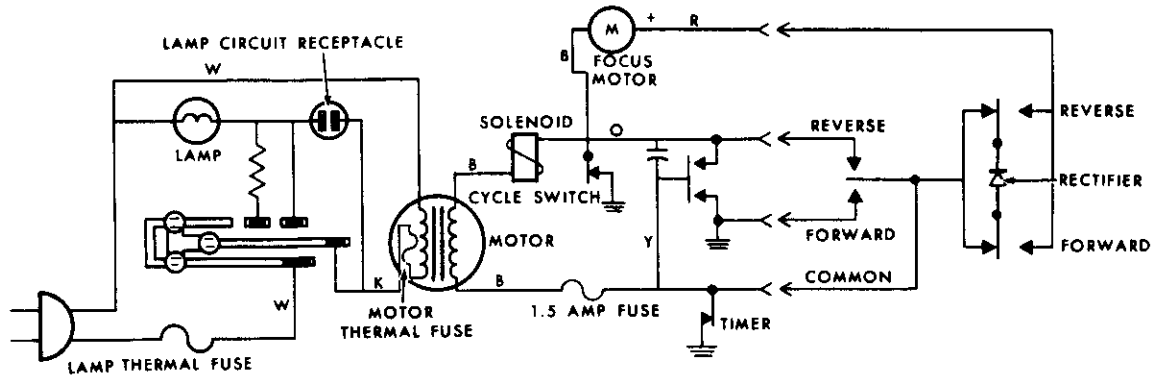 LAMP CIRCUIT RECEPTACLE
W
LAMP
W
K
LAMP THERMAL FUSE
MOTOR
THERMAL FUSE
MOTOR
B
SOLENOID
CYCLE SWITCH
B
1.5 AMP FUSE
M
+
R
B
FOCUS
MOTOR
O
Y
REVERSE
FORWARD
COMMON
TIMER
REVERSE
RECTIFIER
FORWARD